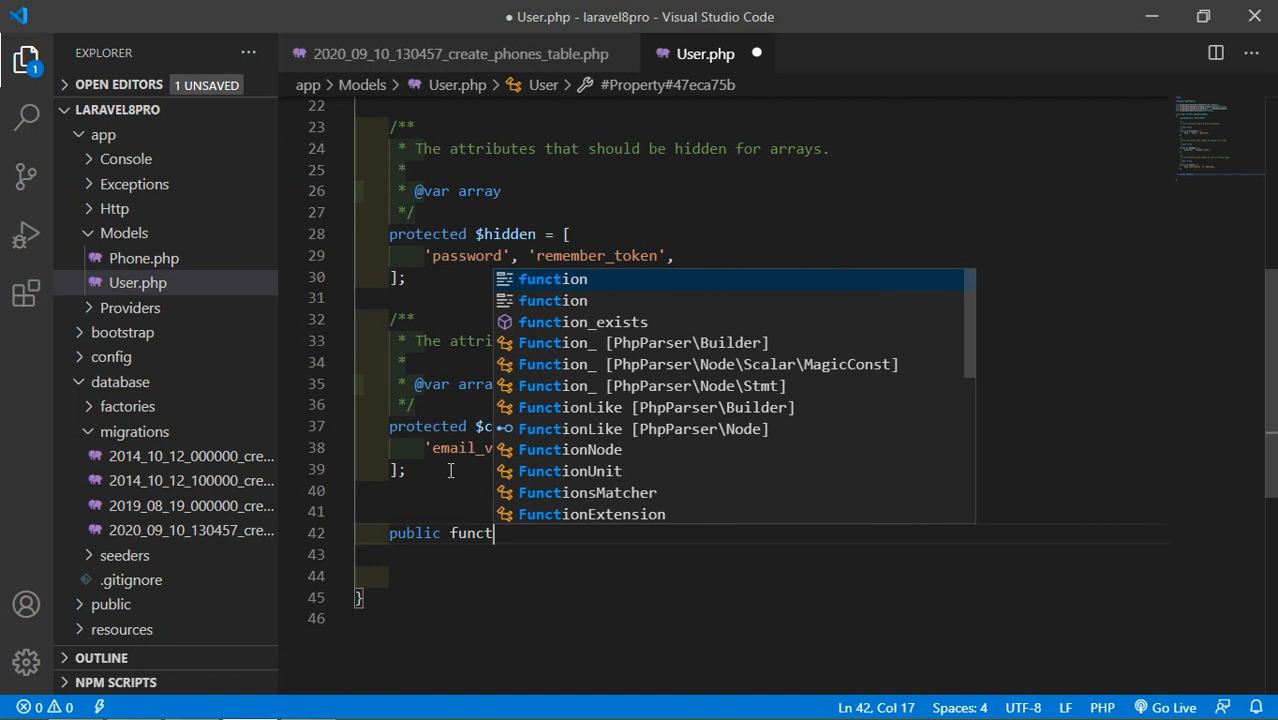 ● User.php - laravel8pro - Visual Studio Code
EXPLORER
2020_09_10_130457_create_phones_table.php
User.php
OPEN EDITORS 1 UNSAVED
app > Models > User.php > User > #Property#47eca75b
LARAVEL8PRO
app
Console
Exceptions
Http
Models
Phone.php
User.php
Providers
bootstrap
config
database
factories
migrations
2014_10_12_000000_cre...
2014_10_12_100000_cre...
2019_08_19_000000_cre...
2020_09_10_130457_cre...
seeders
.gitignore
public
resources
OUTLINE
NPM SCRIPTS
1
22
23 /**
24 * The attributes that should be hidden for arrays.
25 *
26 * @var array
27 */
28 protected $hidden = [
29 'password', 'remember_token',
30 ];
31
32 /**
33 * The attri
34 *
35 * @var arra
36 */
37 protected $c
38 'email_v
39 ];
40
41
42 public funct
43
44
45 }
46
function
function
function_exists
Function_ [PhpParser\Builder]
Function_ [PhpParser\Node\Scalar\MagicConst]
Function_ [PhpParser\Node\Stmt]
FunctionLike [PhpParser\Builder]
FunctionLike [PhpParser\Node]
FunctionNode
FunctionUnit
FunctionsMatcher
FunctionExtension
0 0 Ln 42, Col 17 Spaces: 4 UTF-8 LF PHP Go Live